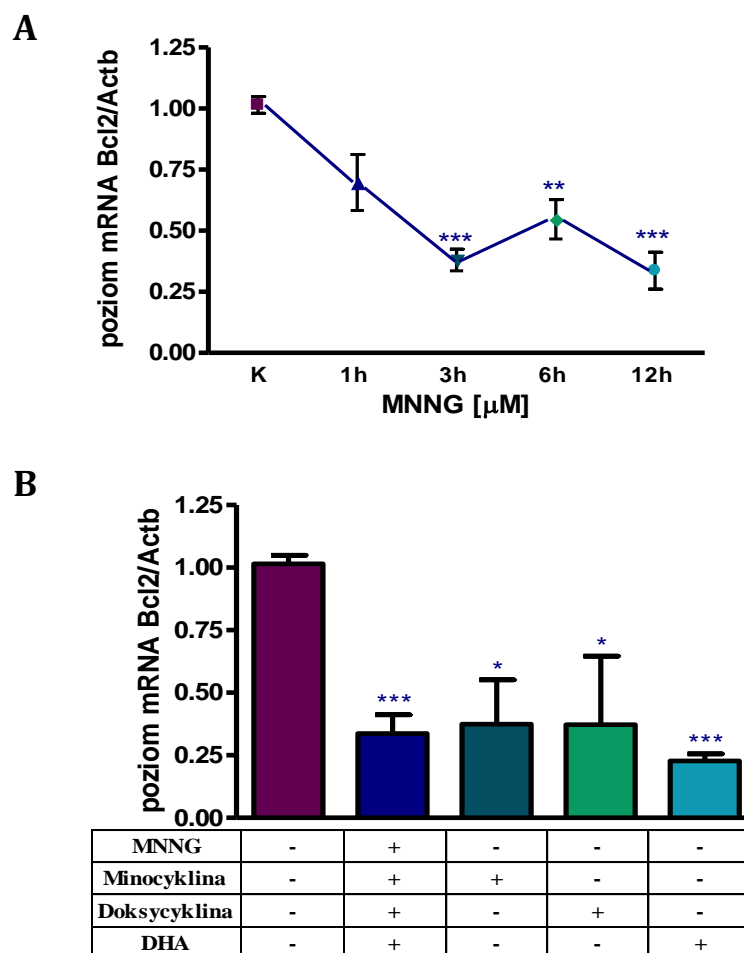 A
poziom mRNA Bcl2/Actb
1.25
1.00
0.75
0.50
0.25
0.00
***
**
***
K 1h 3h 6h 12h
MNNG [µM]
B
poziom mRNA Bcl2/Actb
1.25
1.00
0.75
0.50
0.25
0.00
***
*
*
***
MNNG - + - - -
Minocyklina - + + - -
Doksycyklina - + - + -
DHA - + - - +